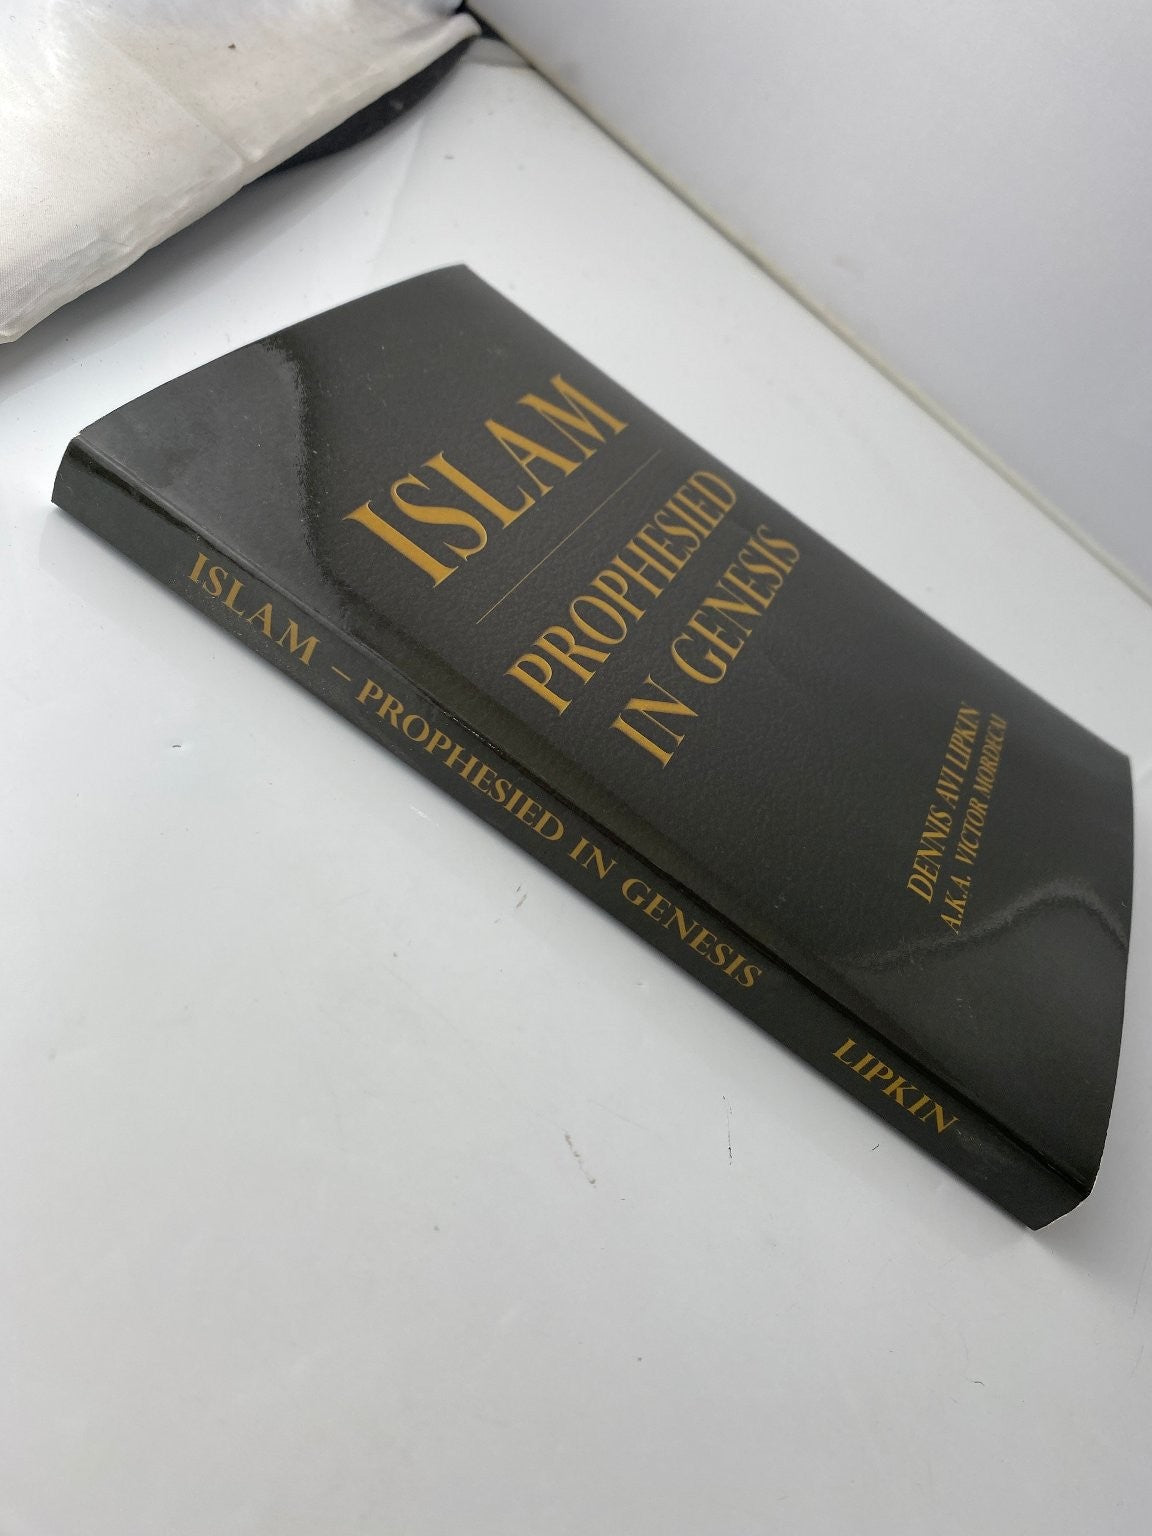 ISLAM
PROPHESIED
IN GENESIS
DENNIS AVI LIPKIN
A.K.A. VICTOR MORDECAI
ISLAM – PROPHESIED IN GENESIS LIPKIN